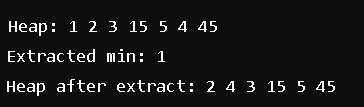 Heap: 1 2 3 15 5 4 45
Extracted min: 1
Heap after extract: 2 4 3 15 5 45